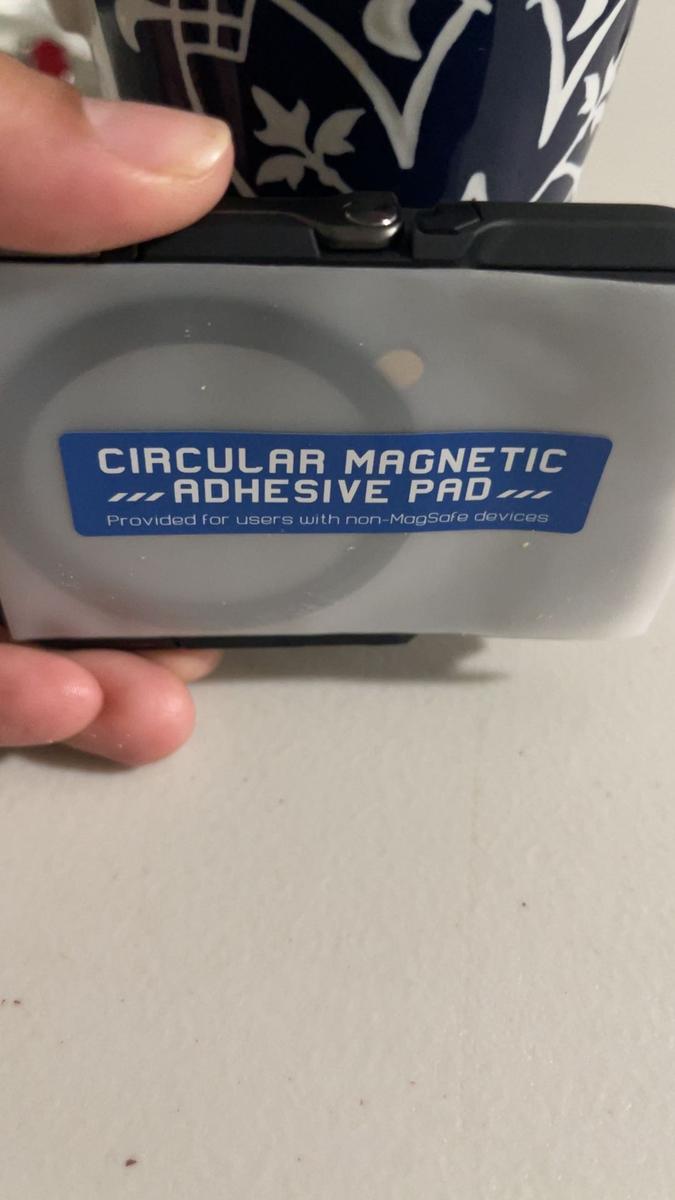 CIRCULAR MAGNETIC
ADHESIVE PAD
Provided for users with non-MagSafe devices